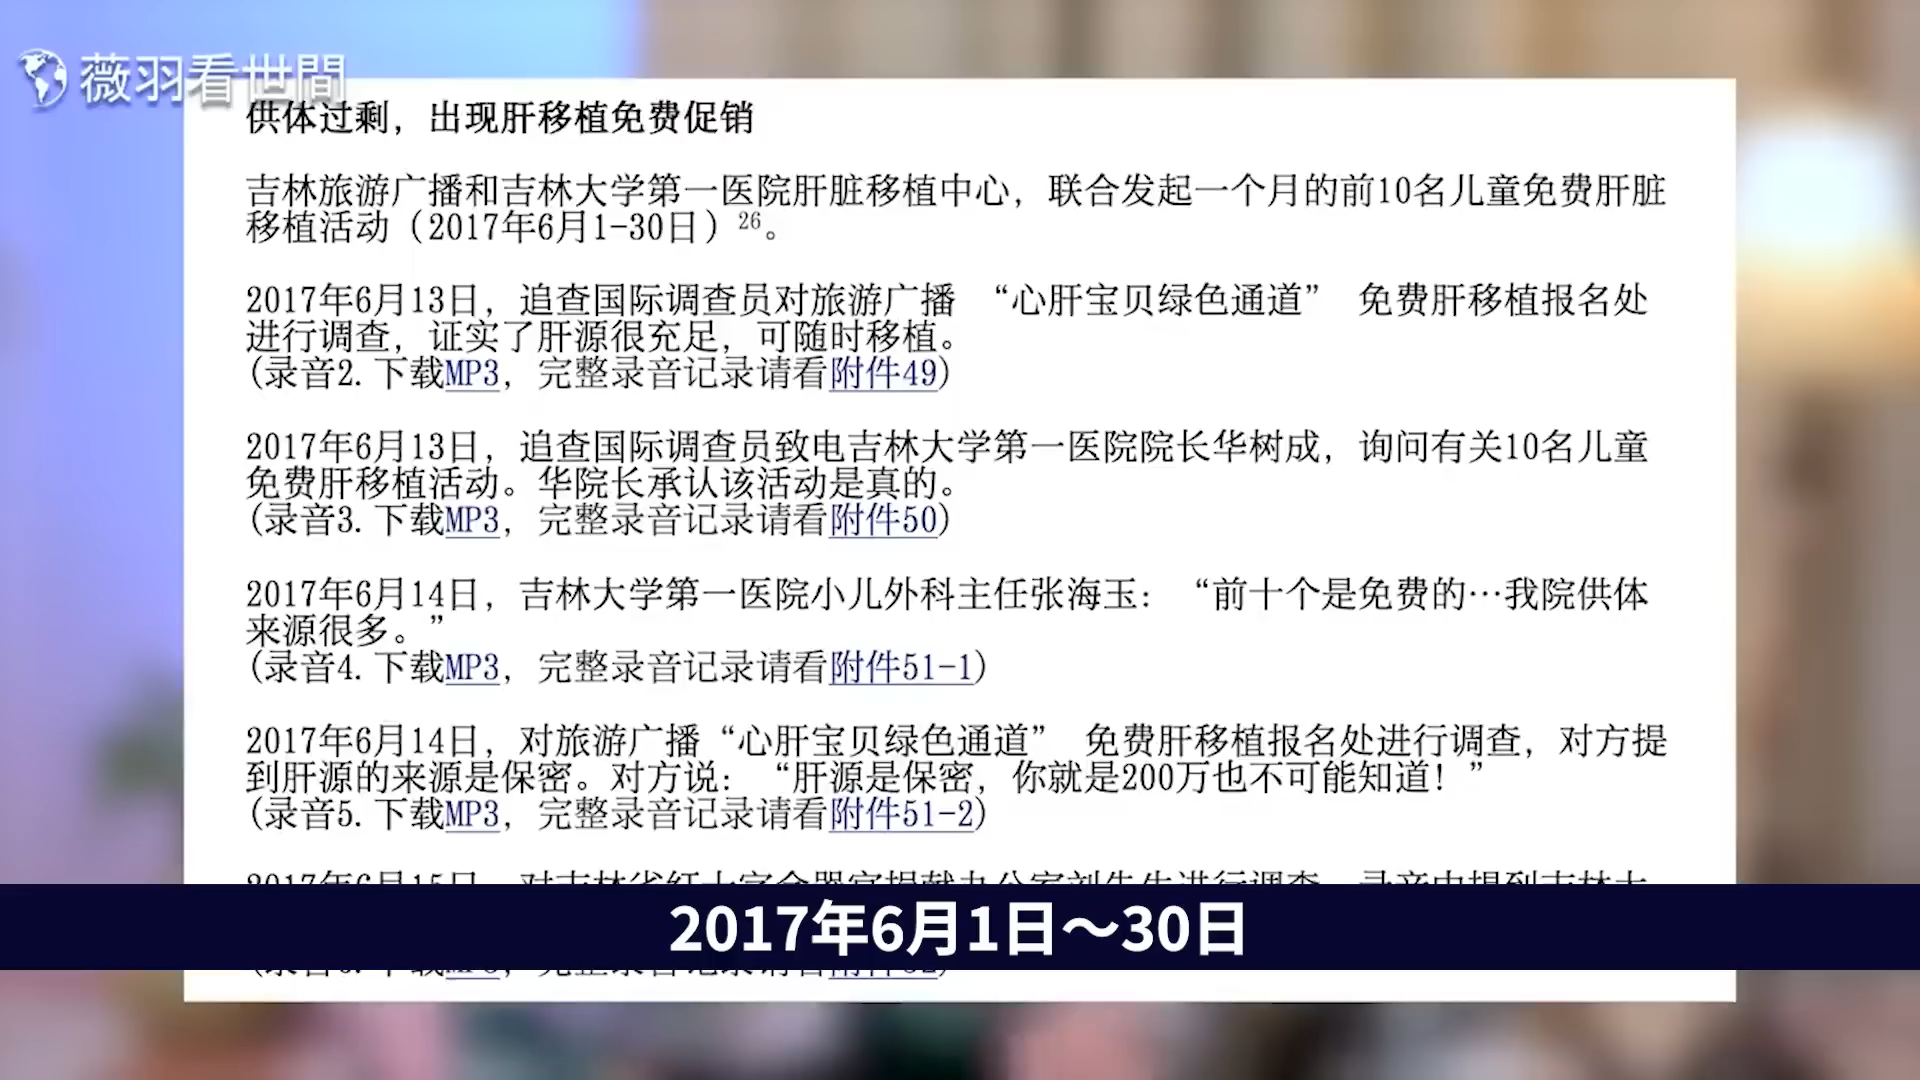 薇羽看世間
供体过剩，出现肝移植免费促销
吉林旅游广播和吉林大学第一医院肝脏移植中心，联合发起一个月的前10名儿童免费肝脏
移植活动（2017年6月1-30日）26。
2017年6月13日，追查国际调查员对旅游广播 “心肝宝贝绿色通道” 免费肝移植报名处
进行调查，证实了肝源很充足，可随时移植。
(录音2.下载MP3，完整录音记录请看附件49)
2017年6月13日，追查国际调查员致电吉林大学第一医院院长华树成，询问有关10名儿童
免费肝移植活动。华院长承认该活动是真的。
(录音3.下载MP3，完整录音记录请看附件50)
2017年6月14日，吉林大学第一医院小儿外科主任张海玉：“前十个是免费的…我院供体
来源很多。”
(录音4.下载MP3，完整录音记录请看附件51-1)
2017年6月14日，对旅游广播“心肝宝贝绿色通道” 免费肝移植报名处进行调查，对方提
到肝源的来源是保密。对方说：“肝源是保密，你就是200万也不可能知道！”
(录音5.下载MP3，完整录音记录请看附件51-2)
2017年6月1日～30日